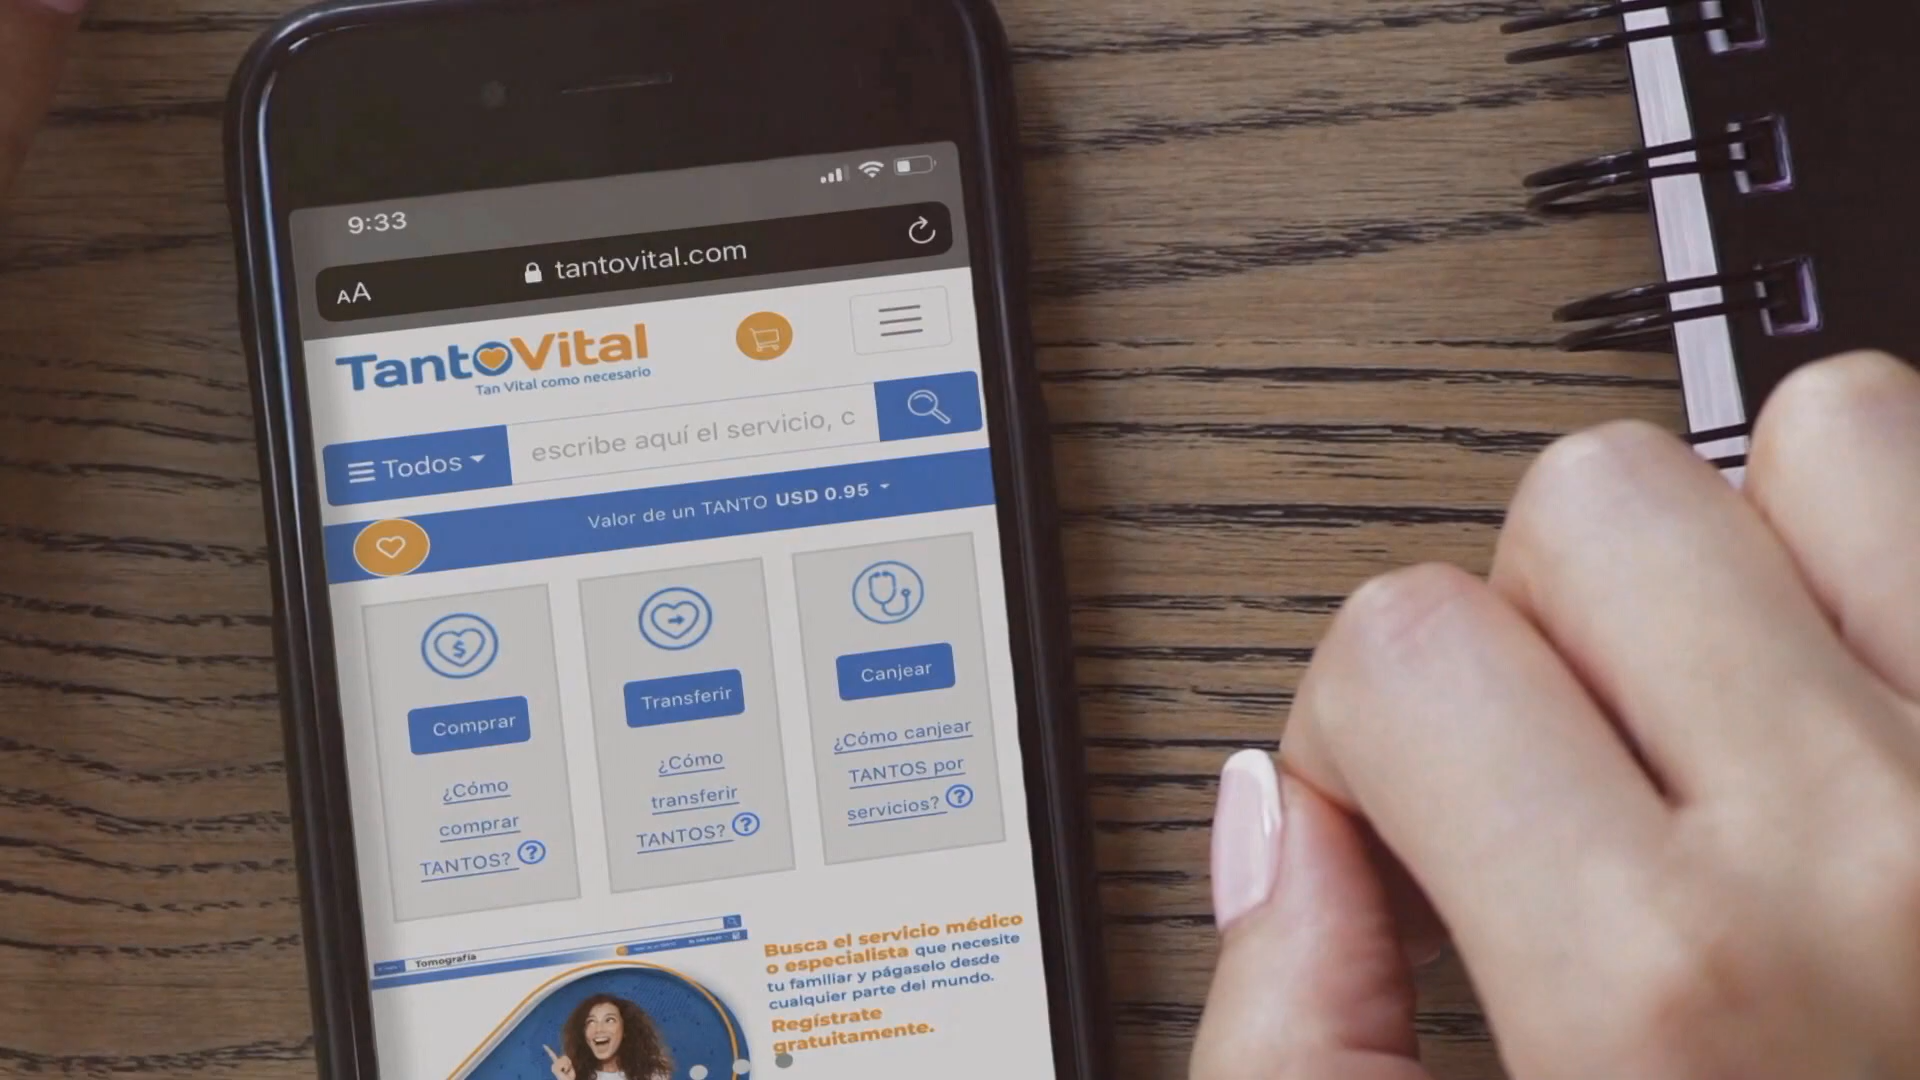 9:33
AA tantovital.com
TantoVital
Tan Vital como necesario
Todos escribe aquí el servicio, c
Valor de un TANTO USD 0.95
Comprar
¿Cómo
comprar
TANTOS?
Transferir
¿Cómo
transferir
TANTOS?
Canjear
¿Cómo canjear
TANTOS por
servicios?
Tomografía
Busca el servicio médico
o especialista que necesite
tu familiar y págaselo desde
cualquier parte del mundo.
Regístrate
gratuitamente.